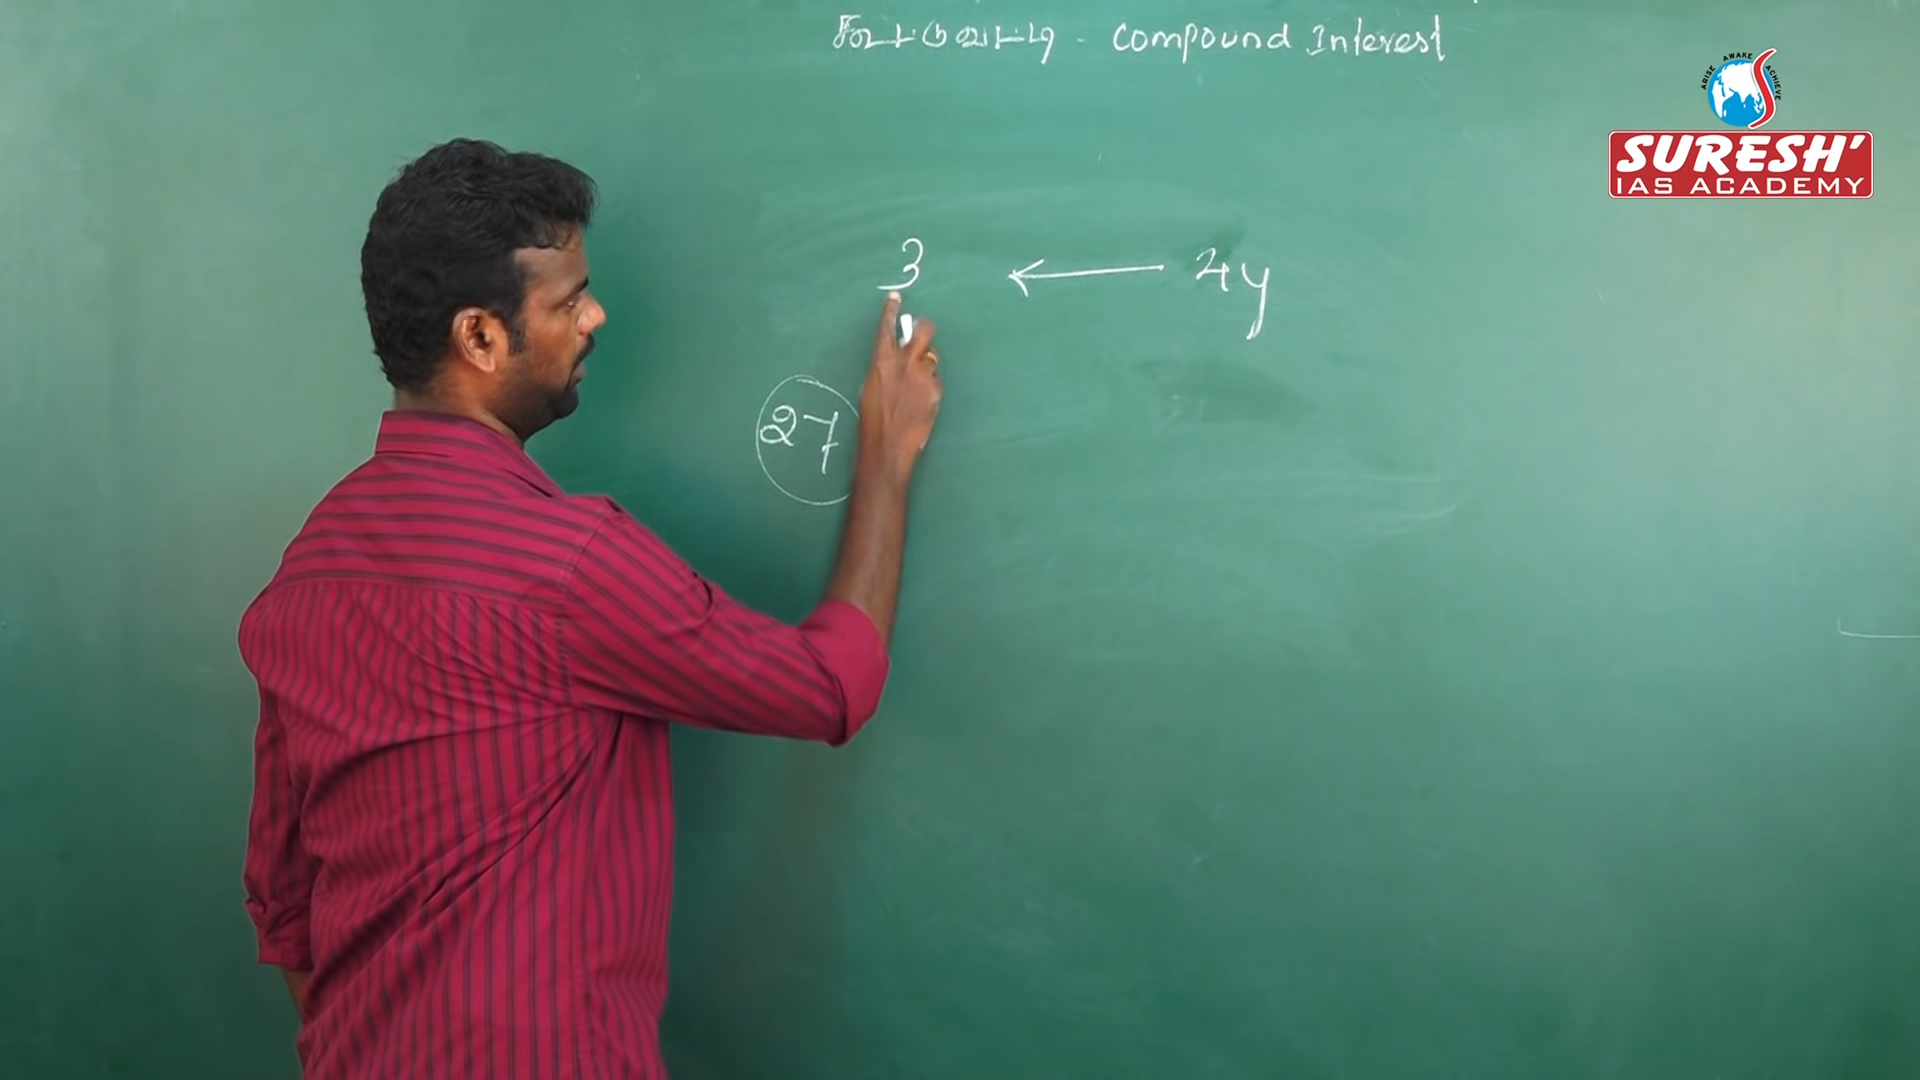 கூட்டுவட்டி - Compound Interest
ARISE AWAKE ACHIEVE
SURESH'
IAS ACADEMY
3 ← 4y
27